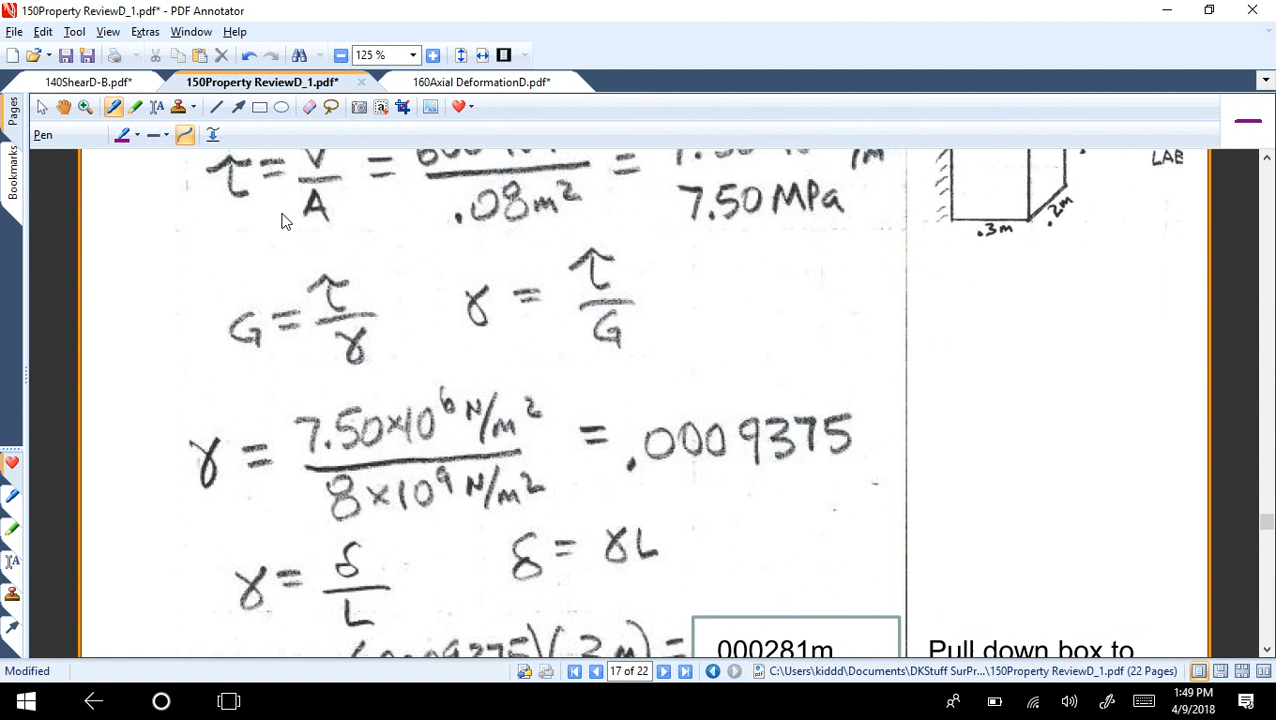 150Property ReviewD_1.pdf* - PDF Annotator
File Edit Tool Extras View Window Help
125 %
140ShearD-B.pdf* 150Property ReviewD_1.pdf* 160Axial DeformationD.pdf*
Pen
Pages
Bookmarks
τ = V/A = / .08m² = 7.50 MPa
LAB
.3m .2m
G = τ/γ γ = τ/G
γ = 7.50×10⁶ N/m² / 8×10⁹ N/m² = .0009375
γ = δ/L δ = γL
000281m
Pull down box to
Modified 17 of 22 C:\Users\kiddd\Documents\DKStuff SurPr...\150Property ReviewD_1.pdf (22 Pages)
1:49 PM
4/9/2018